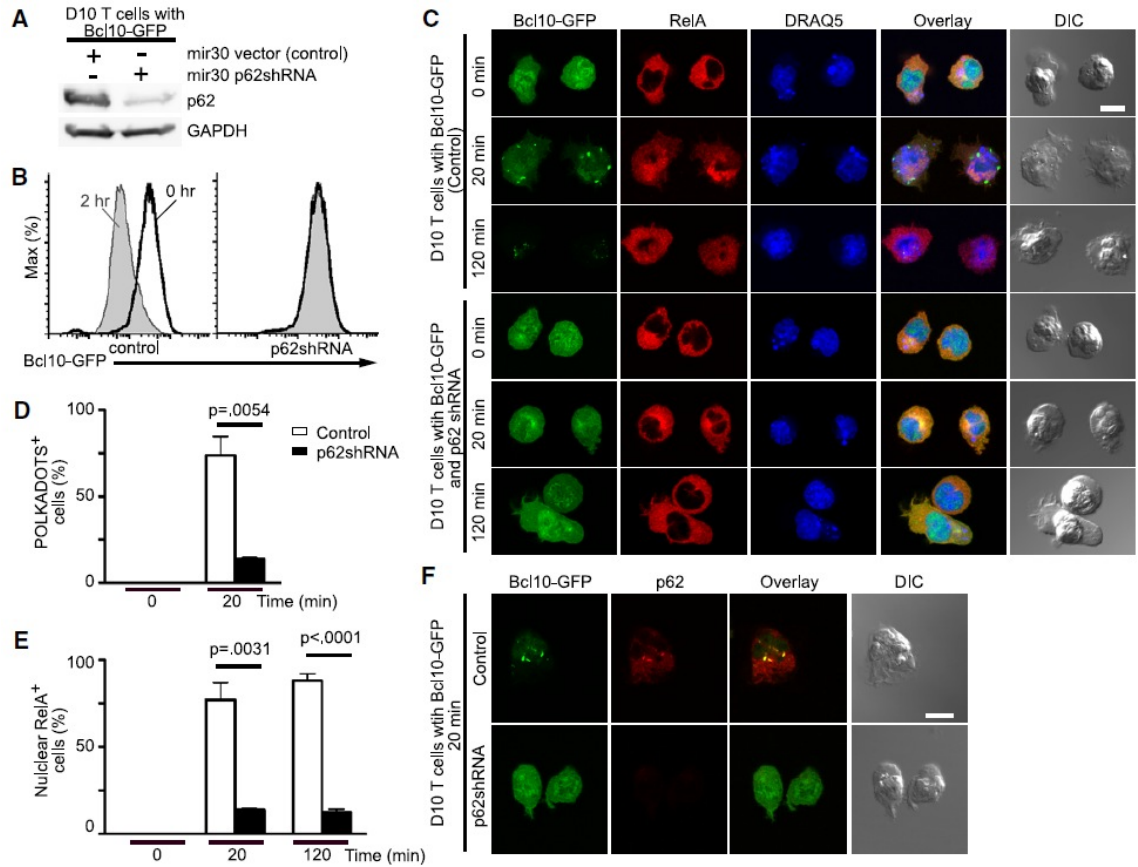 A
D10 T cells with
Bcl10-GFP
+ - mir30 vector (control)
- + mir30 p62shRNA
p62
GAPDH
B
Max (%)
2 hr
0 hr
control
p62shRNA
Bcl10-GFP
C
Bcl10-GFP RelA DRAQ5 Overlay DIC
D10 T cells wtih Bcl10-GFP
(Control)
0 min
20 min
120 min
D10 T cells wtih Bcl10-GFP
and p62 shRNA
0 min
20 min
120 min
D
POLKADOTS+
cells (%)
100
50
0
p=.0054
Control
p62shRNA
0 20 Time (min)
E
Nulclear RelA+
cells (%)
100
50
0
p=.0031
p<,0001
0 20 120 Time (min)
F
Bcl10-GFP p62 Overlay DIC
D10 T cells wtih Bcl10-GFP
20 min
Control
p62shRNA